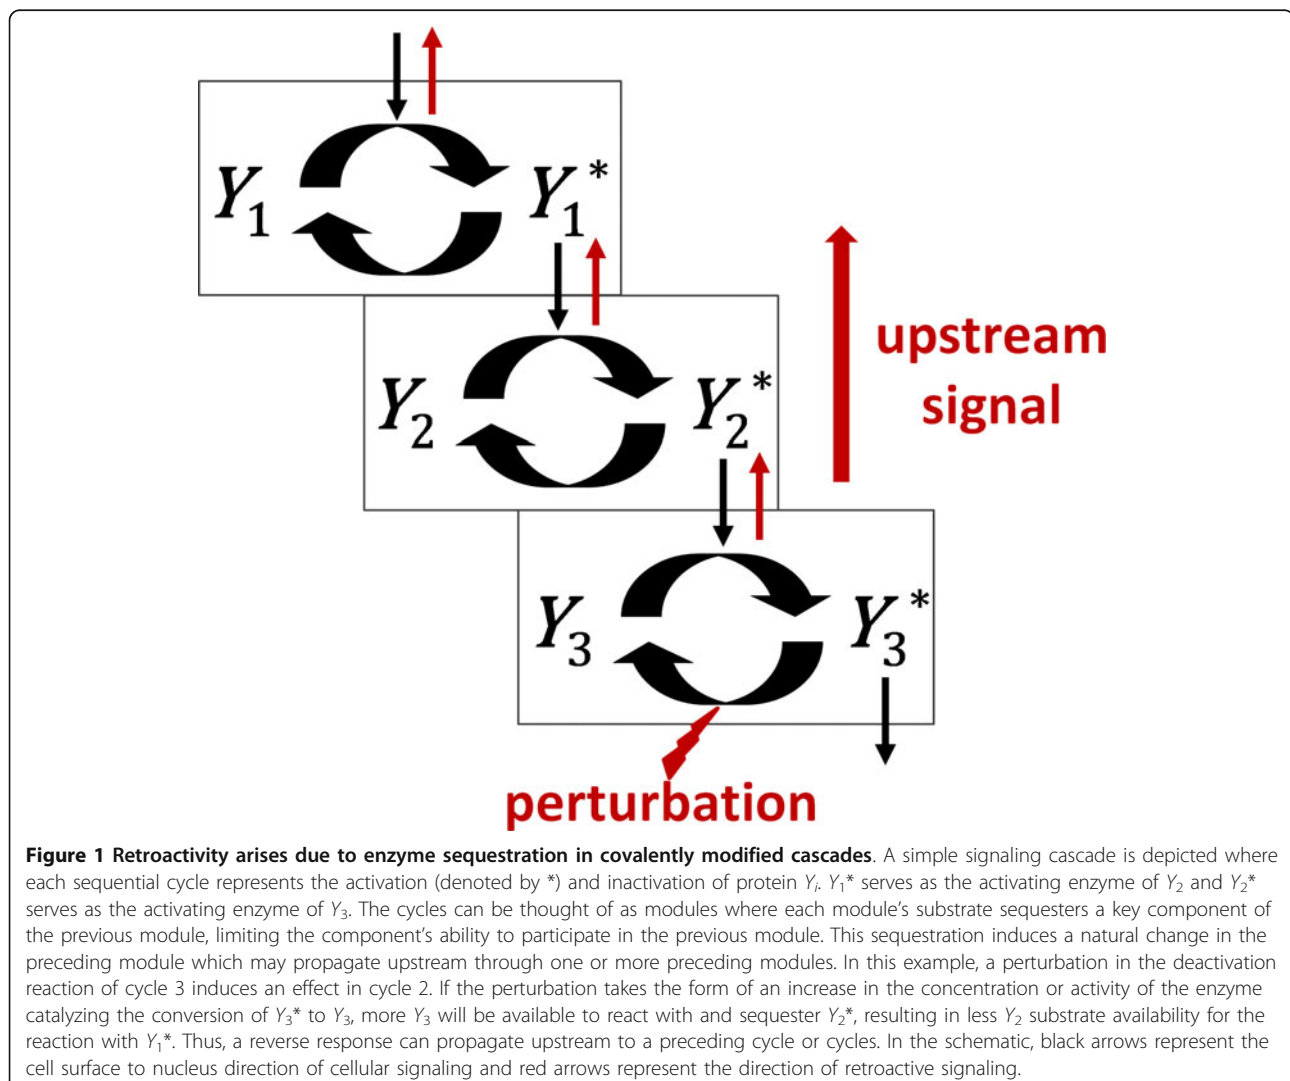 Y₁ Y₁*
Y₂ Y₂*
upstream
signal
Y₃ Y₃*
perturbation
Figure 1 Retroactivity arises due to enzyme sequestration in covalently modified cascades. A simple signaling cascade is depicted where
each sequential cycle represents the activation (denoted by *) and inactivation of protein Yᵢ. Y₁* serves as the activating enzyme of Y₂ and Y₂*
serves as the activating enzyme of Y₃. The cycles can be thought of as modules where each module's substrate sequesters a key component of
the previous module, limiting the component's ability to participate in the previous module. This sequestration induces a natural change in the
preceding module which may propagate upstream through one or more preceding modules. In this example, a perturbation in the deactivation
reaction of cycle 3 induces an effect in cycle 2. If the perturbation takes the form of an increase in the concentration or activity of the enzyme
catalyzing the conversion of Y₃* to Y₃, more Y₃ will be available to react with and sequester Y₂*, resulting in less Y₂ substrate availability for the
reaction with Y₁*. Thus, a reverse response can propagate upstream to a preceding cycle or cycles. In the schematic, black arrows represent the
cell surface to nucleus direction of cellular signaling and red arrows represent the direction of retroactive signaling.